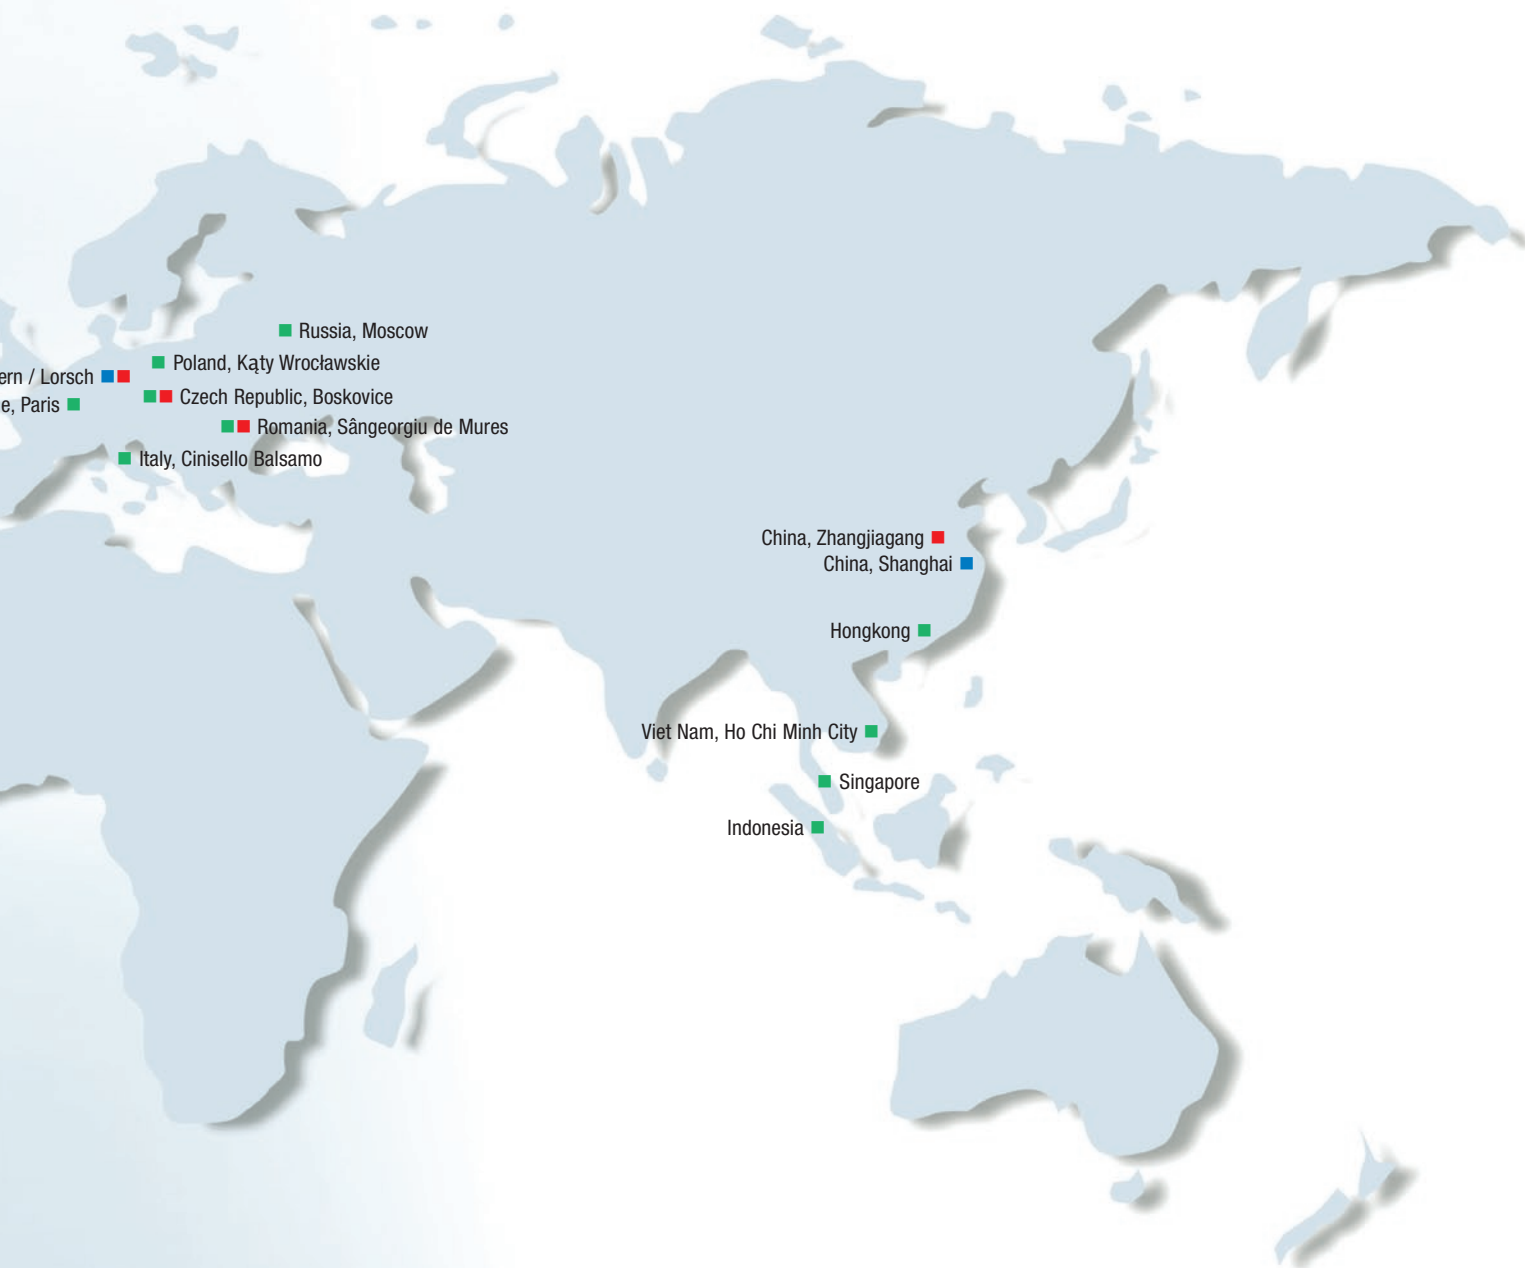 Russia, Moscow
Poland, Kąty Wrocławskie
ern / Lorsch
Czech Republic, Boskovice
e, Paris
Romania, Sângeorgiu de Mures
Italy, Cinisello Balsamo
China, Zhangjiagang
China, Shanghai
Hongkong
Viet Nam, Ho Chi Minh City
Singapore
Indonesia